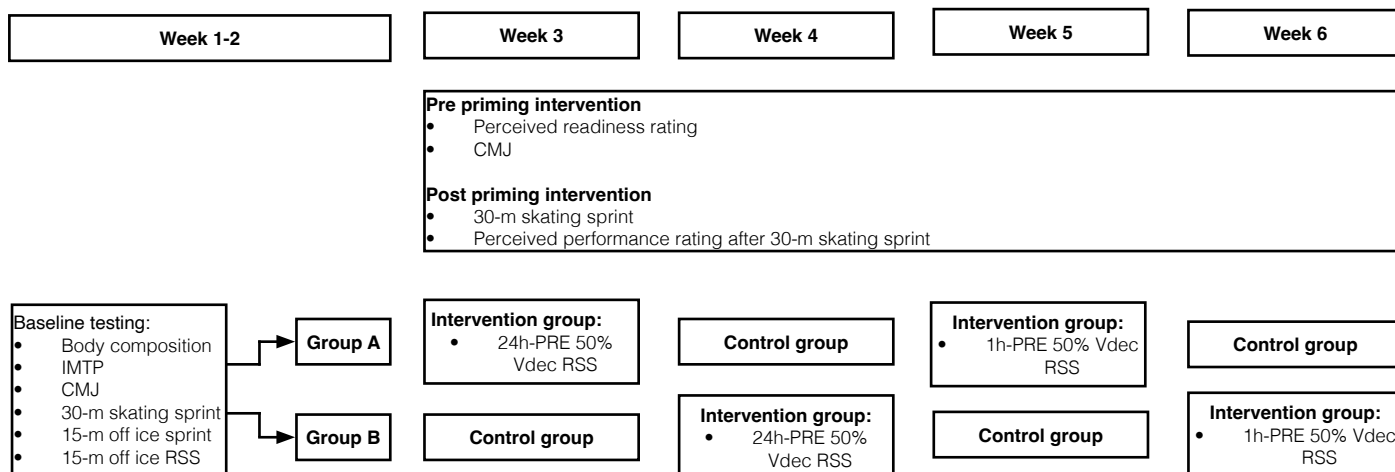 Week 1-2
Week 3
Week 4
Week 5
Week 6
Pre priming intervention
• Perceived readiness rating
• CMJ
Post priming intervention
• 30-m skating sprint
• Perceived performance rating after 30-m skating sprint
Baseline testing:
• Body composition
• IMTP
• CMJ
• 30-m skating sprint
• 15-m off ice sprint
• 15-m off ice RSS
Group A
Intervention group:
• 24h-PRE 50%
Vdec RSS
Control group
Intervention group:
• 1h-PRE 50% Vdec
RSS
Control group
Group B
Control group
Intervention group:
• 24h-PRE 50%
Vdec RSS
Control group
Intervention group:
• 1h-PRE 50% Vdec
RSS